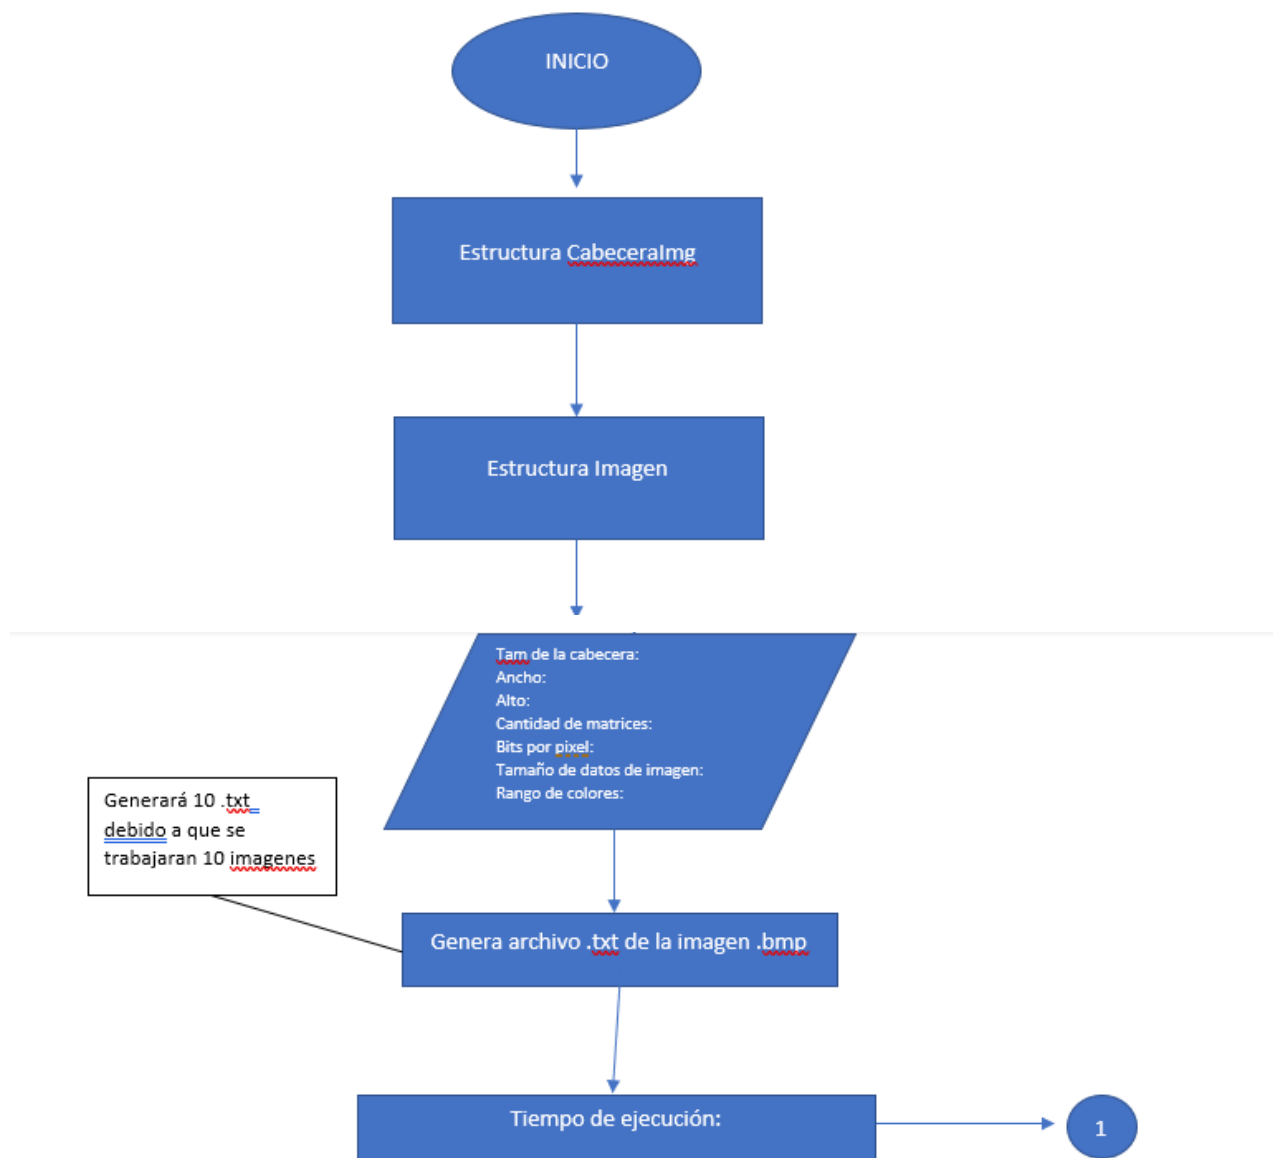 INICIO
Estructura CabeceraImg
Estructura Imagen
Tam de la cabecera:
Ancho:
Alto:
Cantidad de matrices:
Bits por pixel:
Tamaño de datos de imagen:
Rango de colores:
Generará 10 .txt
debido a que se
trabajaran 10 imagenes
Genera archivo .txt de la imagen .bmp
Tiempo de ejecución:
1